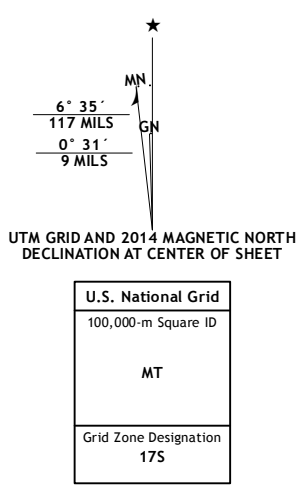 MN
6° 35´
117 MILS
GN
0° 31´
9 MILS
UTM GRID AND 2014 MAGNETIC NORTH
DECLINATION AT CENTER OF SHEET
U.S. National Grid
100,000-m Square ID
MT
Grid Zone Designation
17S